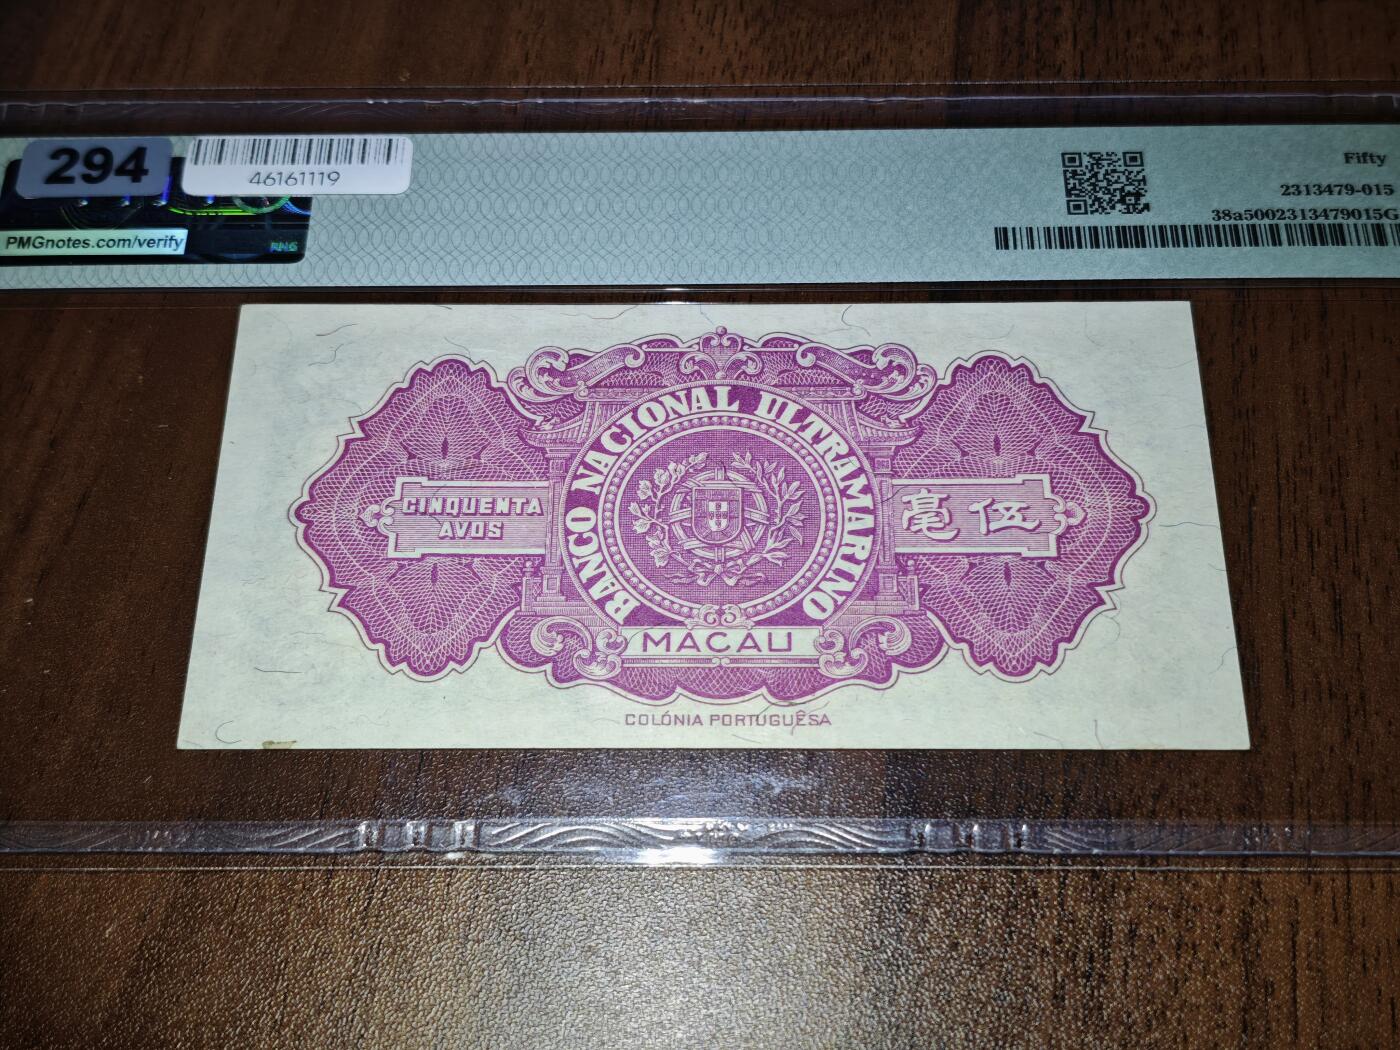 294
46161119
PMGnotes.com/verify
PMG
Fifty
2313479-015
38a5002313479015G
BANCO NACIONAL ULTRAMARINO
CINQUENTA
AVOS
毫 伍
MACAU
COLÓNIA PORTUGUÊSA